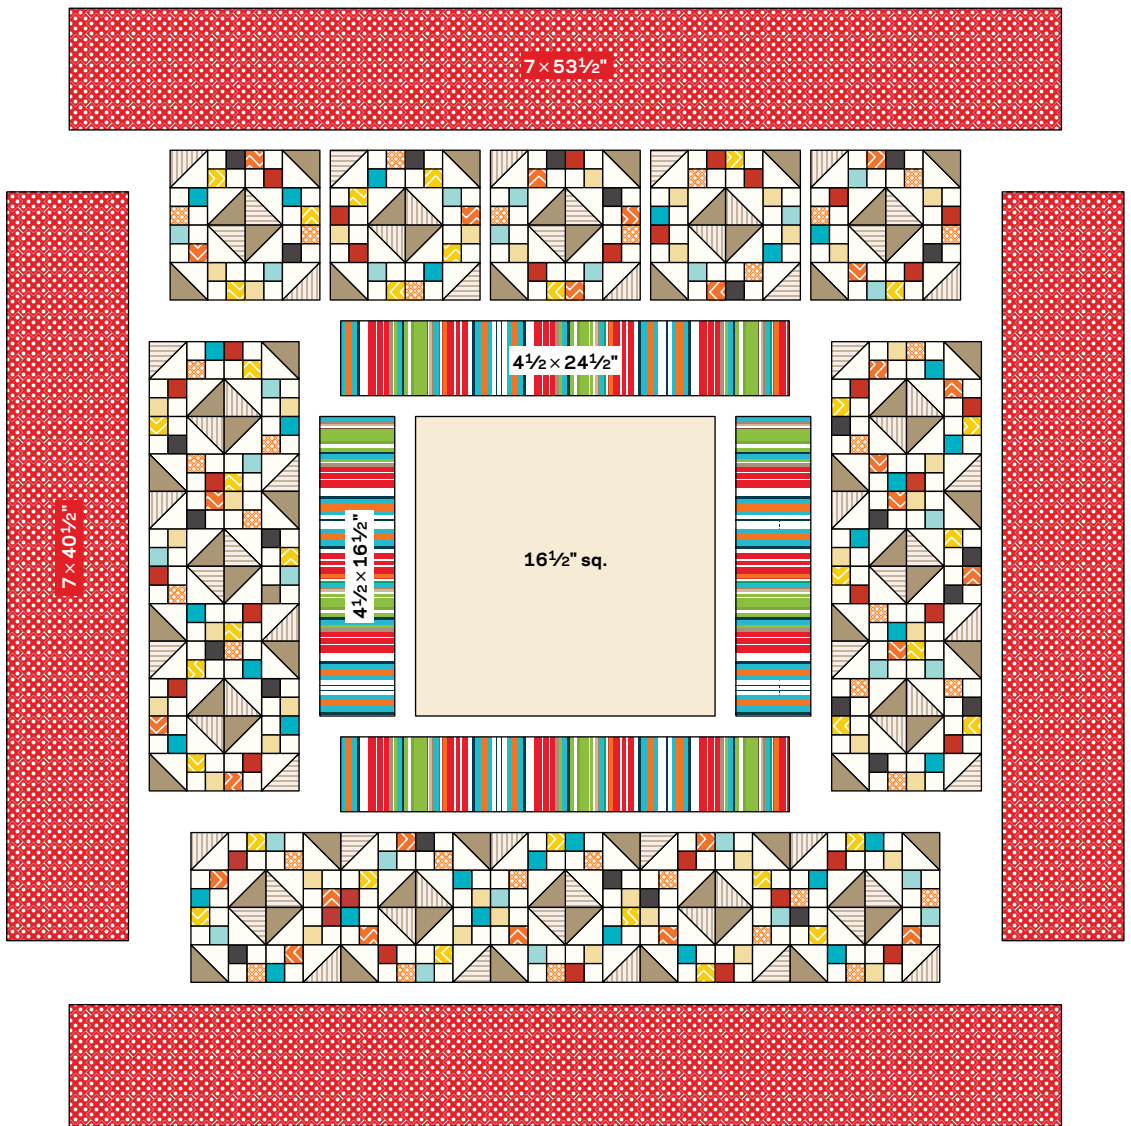 7 × 53½"
4½ × 24½"
7 × 40½"
4½ × 16½"
16½" sq.